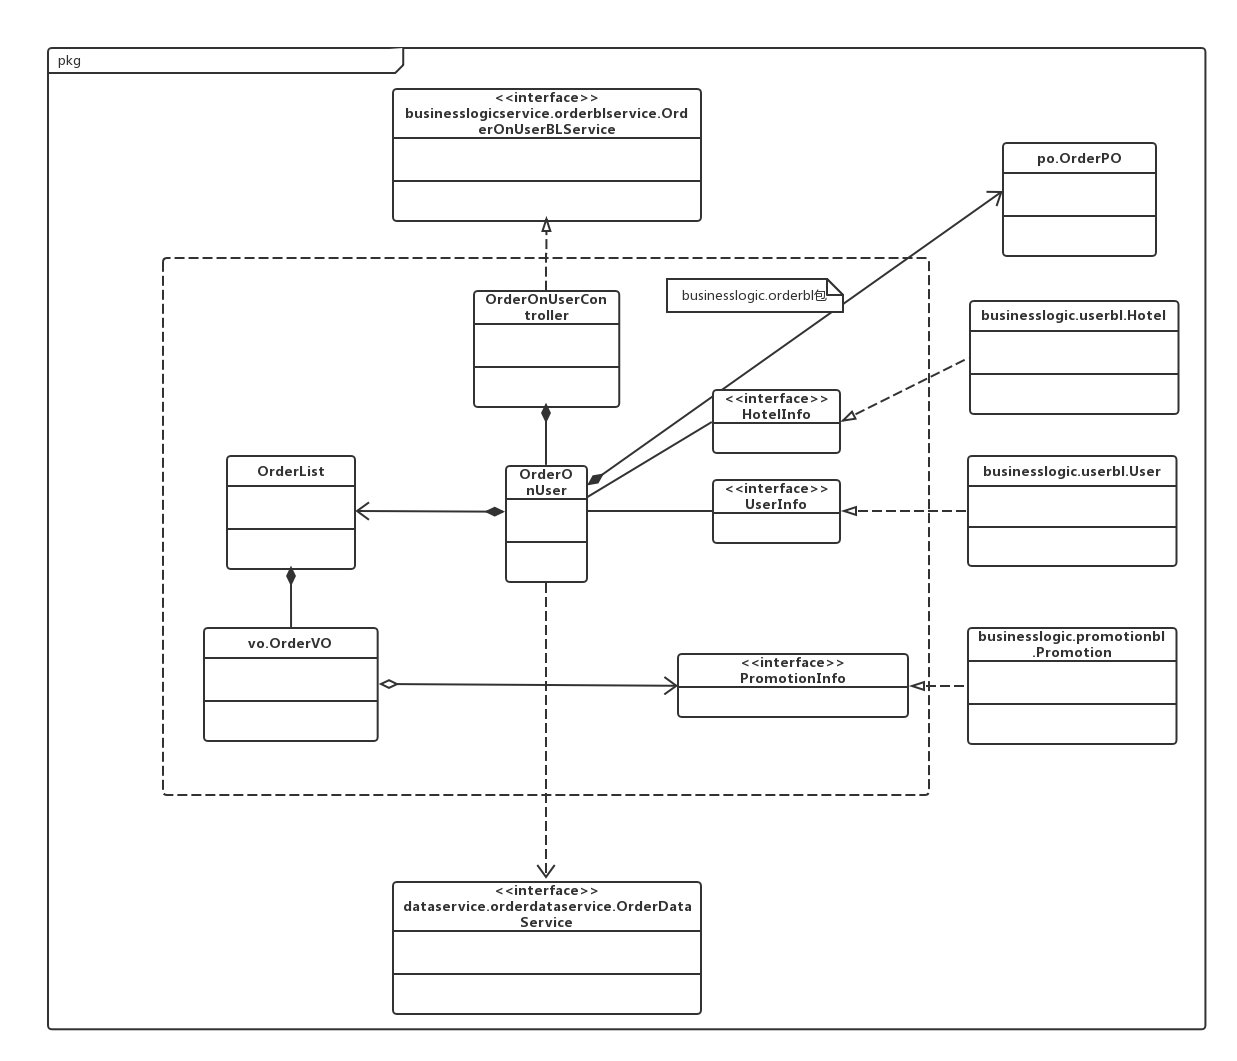 pkg
<<interface>>
businesslogicservice.orderblservice.Ord
erOnUserBLService
po.OrderPO
businesslogic.orderbl包
OrderOnUserCon
troller
businesslogic.userbl.Hotel
<<interface>>
HotelInfo
OrderList
OrderO
nUser
<<interface>>
UserInfo
businesslogic.userbl.User
vo.OrderVO
<<interface>>
PromotionInfo
businesslogic.promotionbl
.Promotion
<<interface>>
dataservice.orderdataservice.OrderData
Service